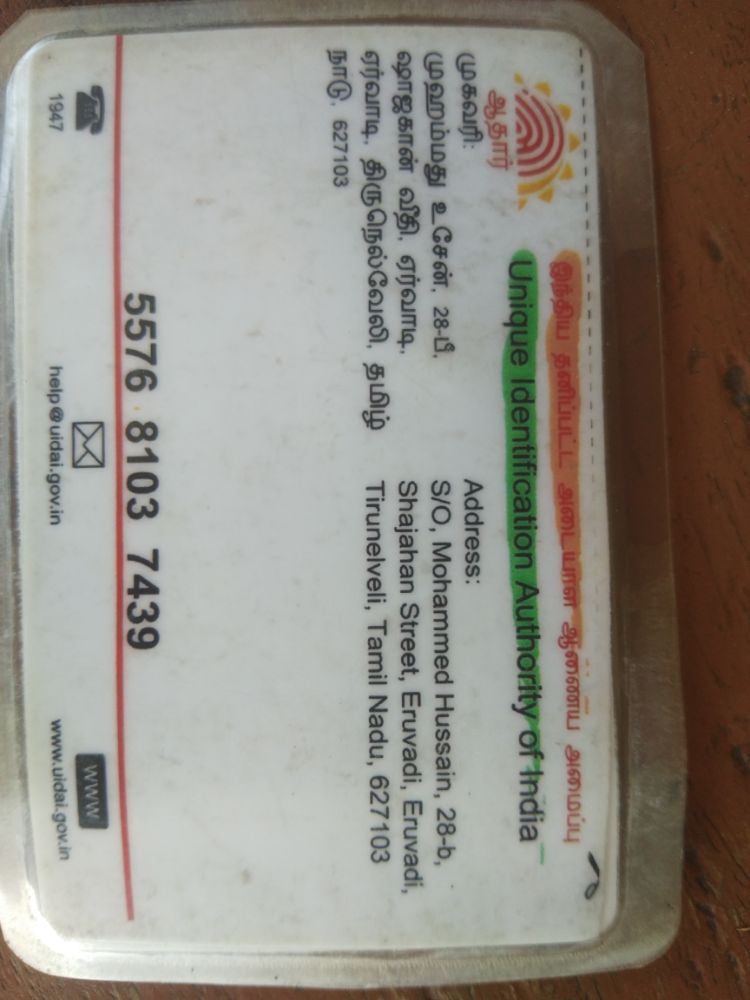 இந்திய தனிப்பட்ட அடையாள ஆணைய அமைப்பு
Unique Identification Authority of India
ஆதார்
முகவரி:
முஹம்மது உசேன், 28-பி,
ஷாஜகான் வீதி, ஏர்வாடி,
ஏர்வாடி, திருநெல்வேலி, தமிழ்
நாடு, 627103
Address:
S/O, Mohammed Hussain, 28-b,
Shajahan Street, Eruvadi, Eruvadi,
Tirunelveli, Tamil Nadu, 627103
5576 8103 7439
1947
help@uidai.gov.in
www
www.uidai.gov.in